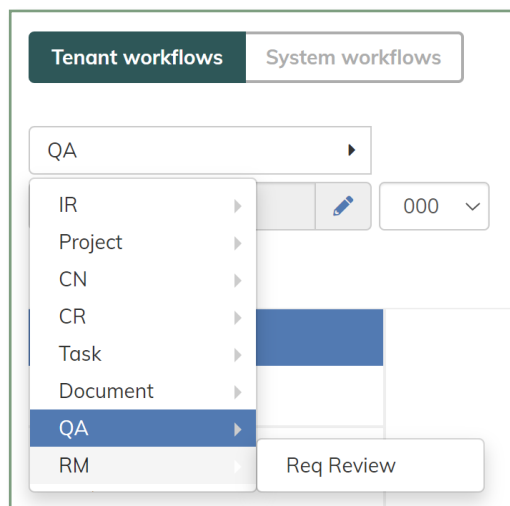 Tenant workflows System workflows
QA
000
IR
Project
CN
CR
Task
Document
QA
RM Req Review